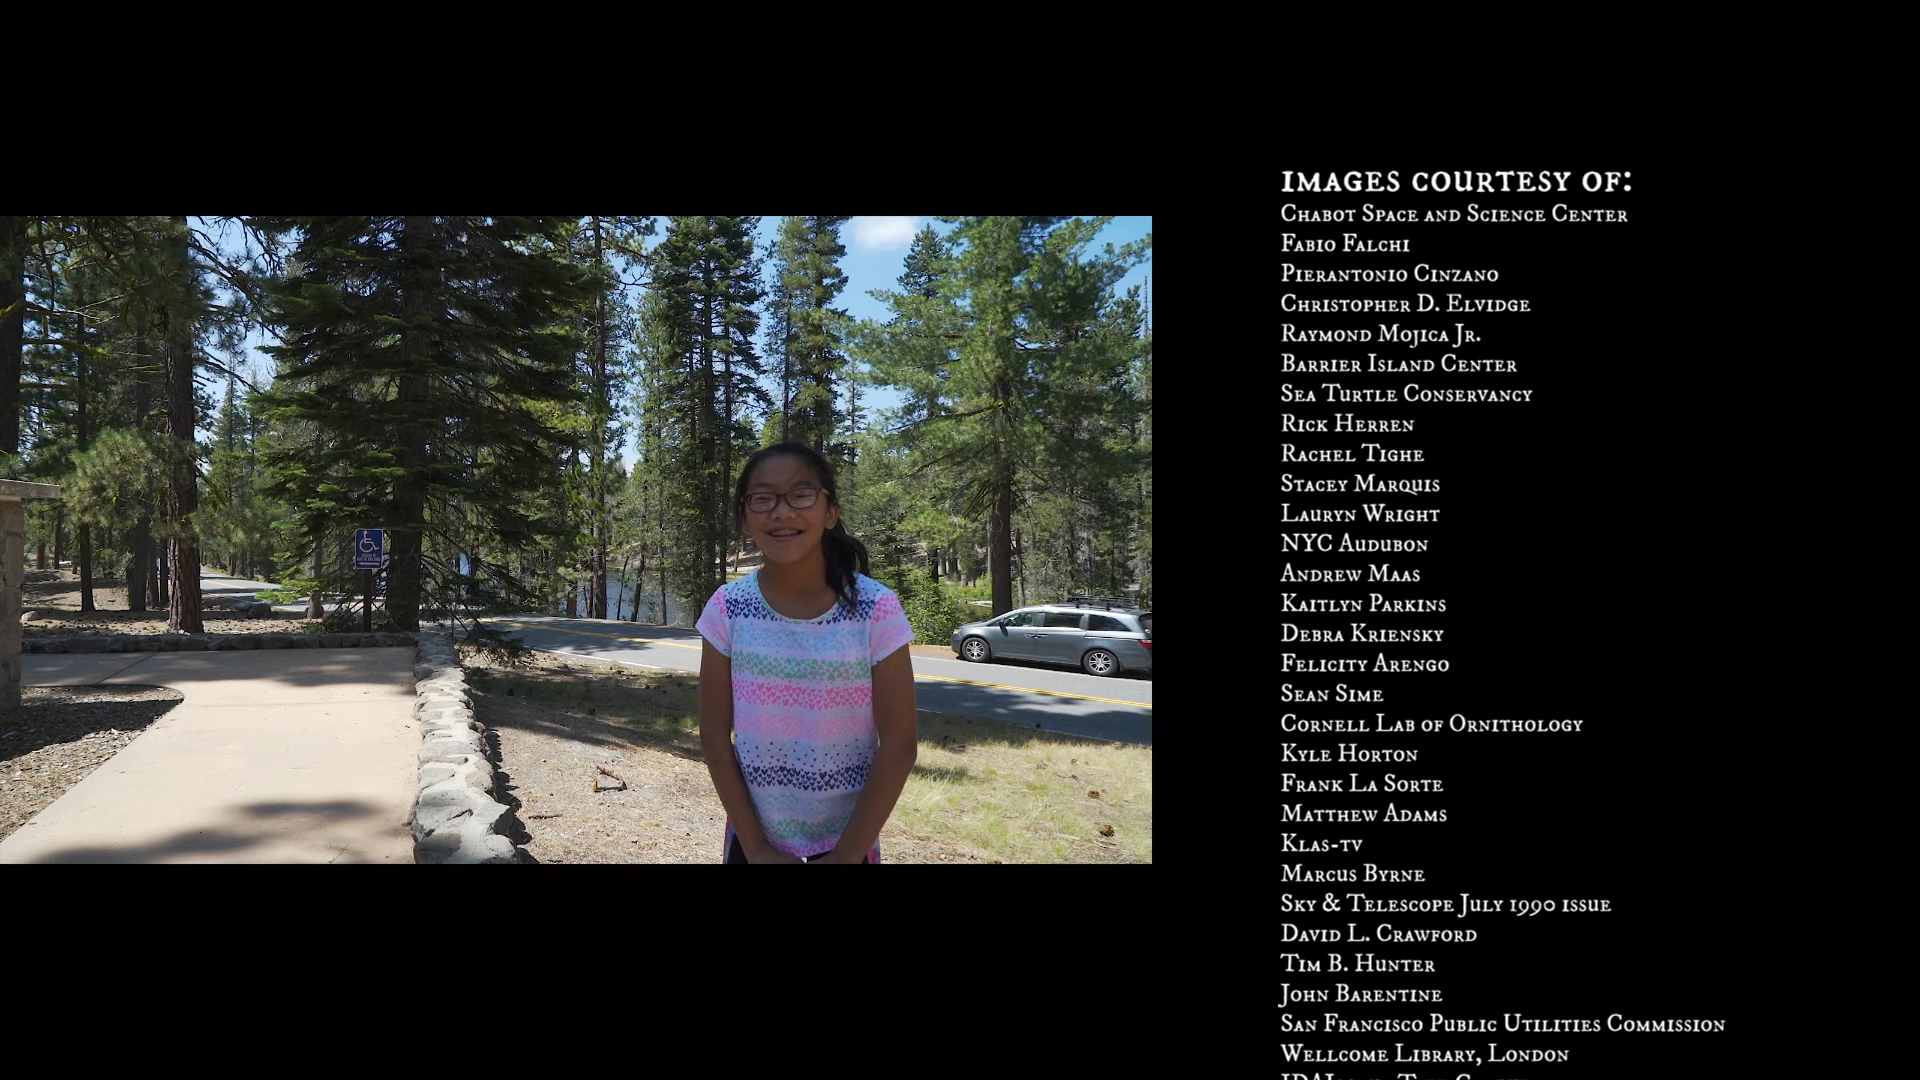 IMAGES COURTESY OF:
Chabot Space and Science Center
Fabio Falchi
Pierantonio Cinzano
Christopher D. Elvidge
Raymond Mojica Jr.
Barrier Island Center
Sea Turtle Conservancy
Rick Herren
Rachel Tighe
Stacey Marquis
Lauryn Wright
NYC Audubon
Andrew Maas
Kaitlyn Parkins
Debra Kriensky
Felicity Arengo
Sean Sime
Cornell Lab of Ornithology
Kyle Horton
Frank La Sorte
Matthew Adams
Klas-tv
Marcus Byrne
Sky & Telescope July 1990 issue
David L. Crawford
Tim B. Hunter
John Barentine
San Francisco Public Utilities Commission
Wellcome Library, London